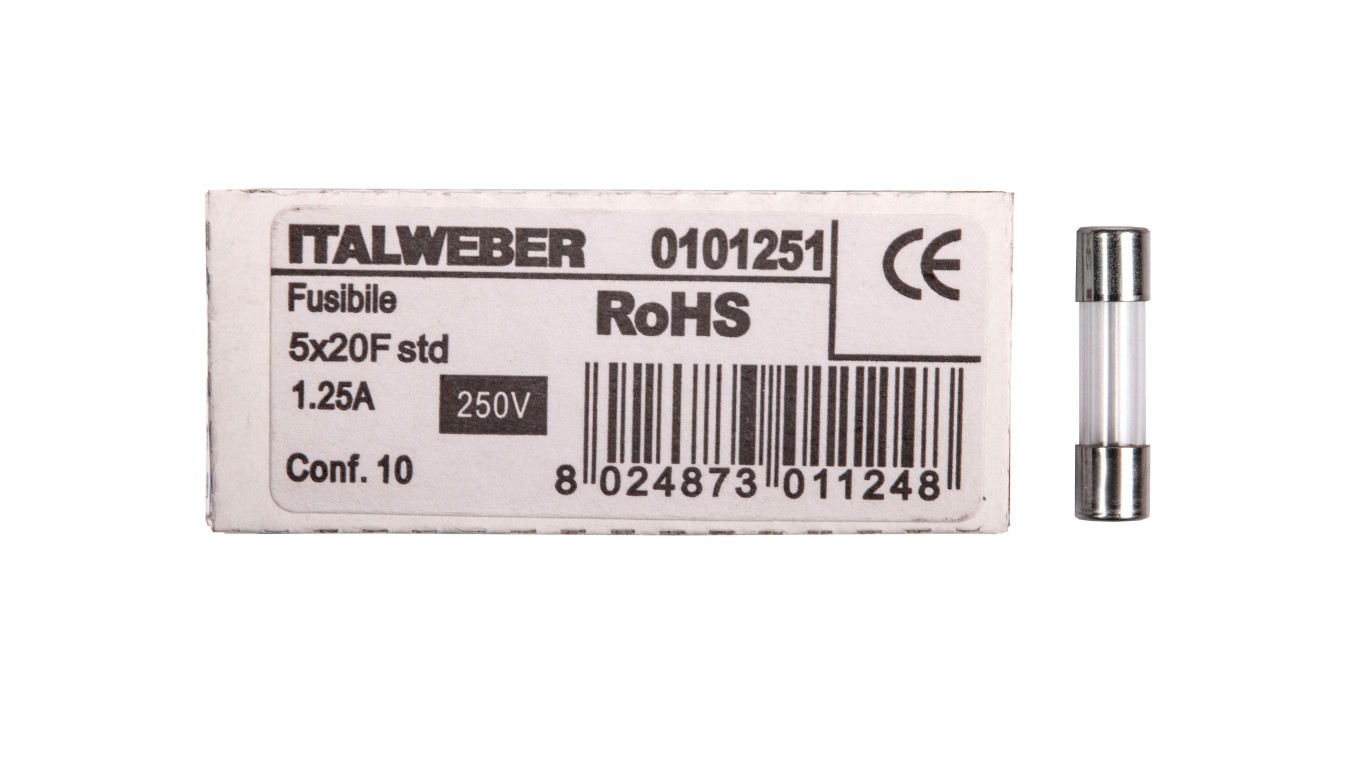 ITALWEBER 0101251 CE
Fusibile RoHS
5x20F std
1.25A 250V
Conf. 10
8 024873 011248